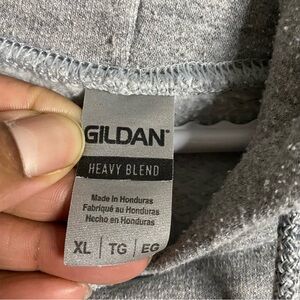 GILDAN
HEAVY BLEND
Made in Honduras
Fabriqué au Honduras
Hecho en Honduras
XL | TG | EG